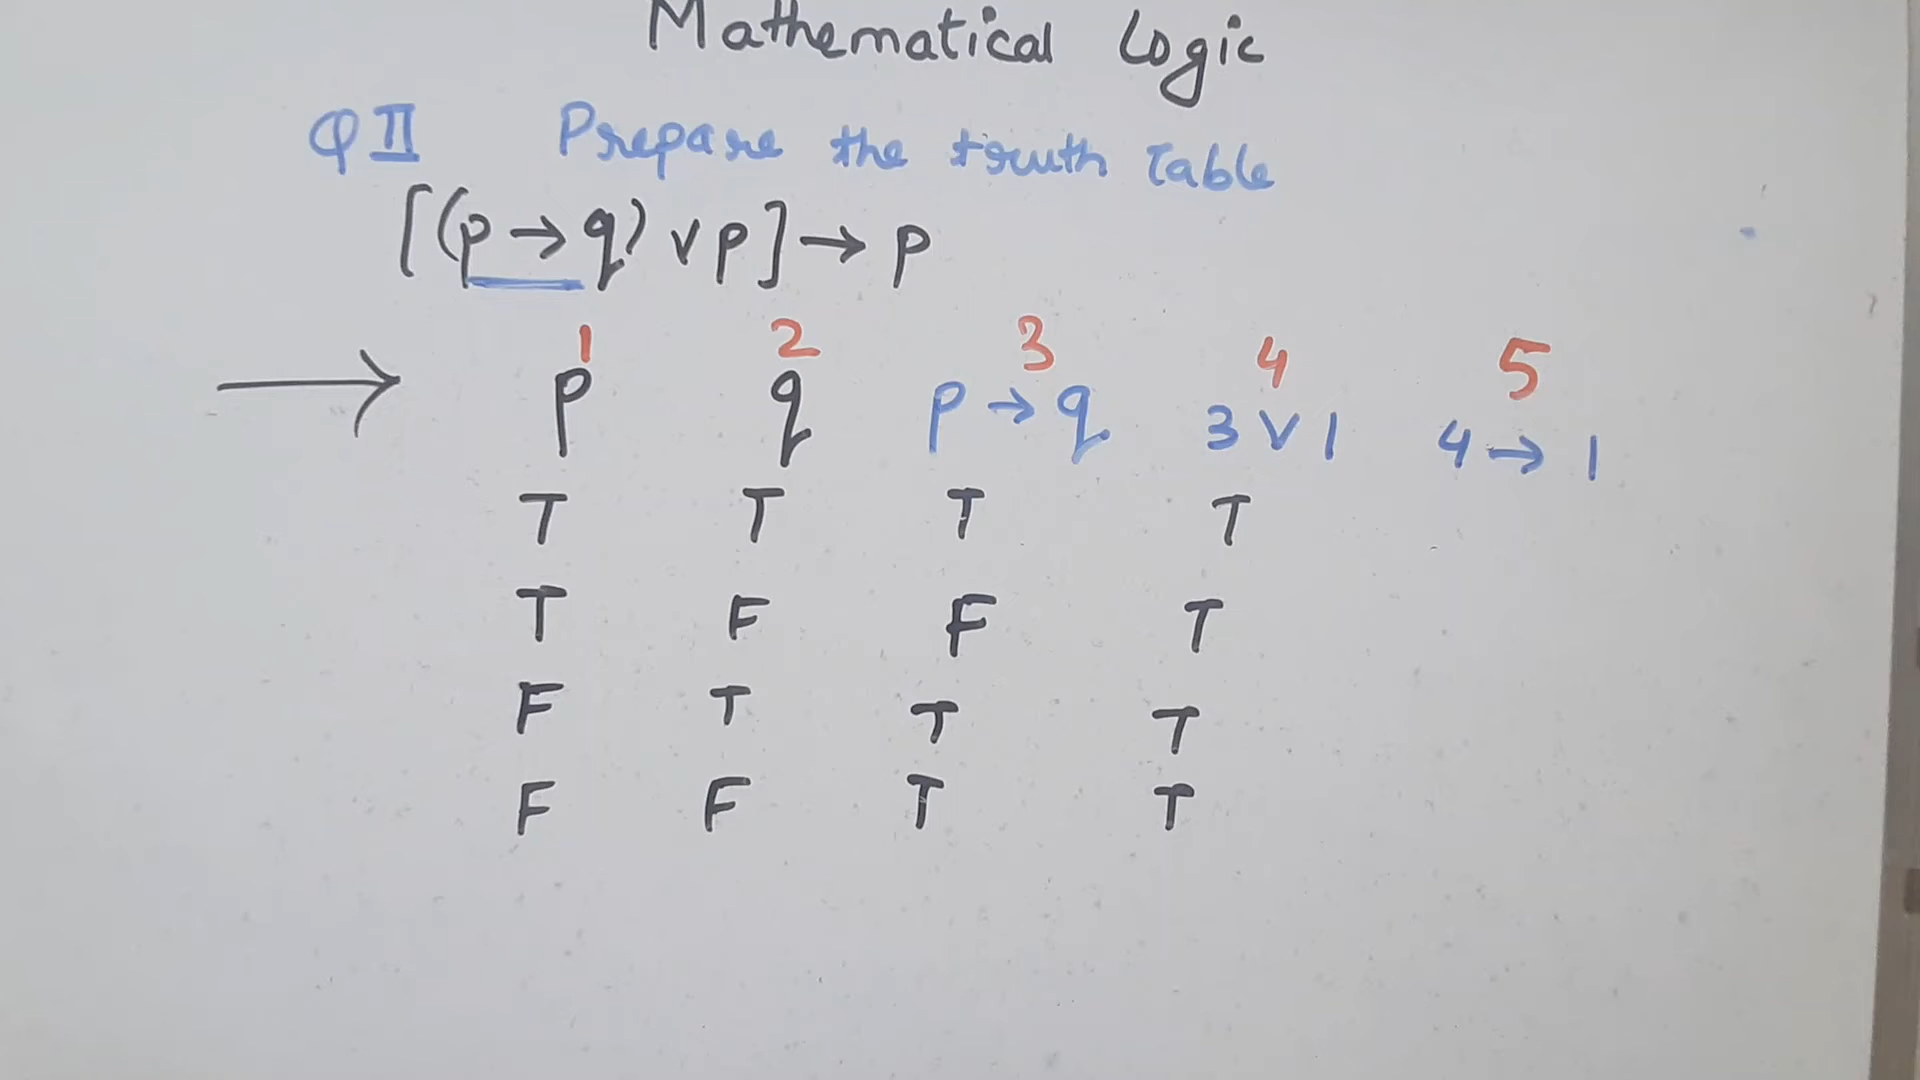 Mathematical Logic
Q II Prepare the truth table
[(p → q) ∨ p] → p
1 2 3 4 5
p q p → q 3 ∨ 1 4 → 1
T T T T
T F F T
F T T T
F F T T